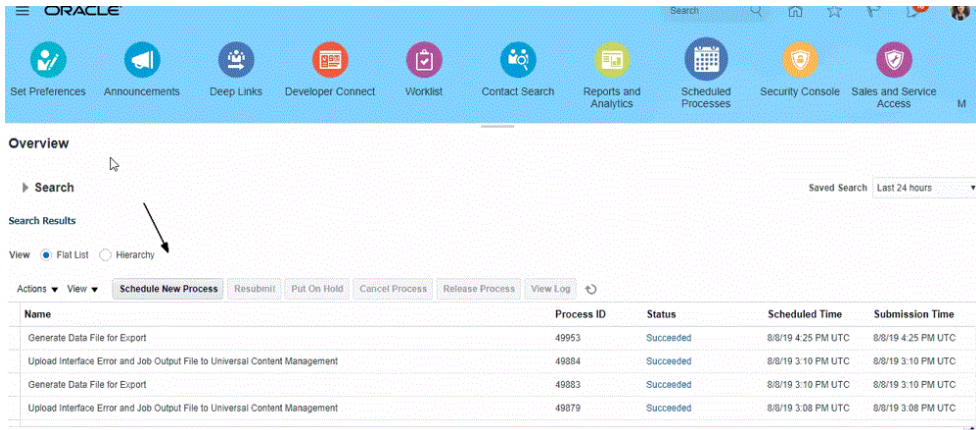 ORACLE
Search
Set Preferences Announcements Deep Links Developer Connect Worklist Contact Search Reports and Analytics Scheduled Processes Security Console Sales and Service Access M
Overview
Search
Saved Search Last 24 hours
Search Results
View Flat List Hierarchy
Actions View Schedule New Process Resubmit Put On Hold Cancel Process Release Process View Log
Name Process ID Status Scheduled Time Submission Time
Generate Data File for Export 49953 Succeeded 8/8/19 4:25 PM UTC 8/8/19 4:25 PM UTC
Upload Interface Error and Job Output File to Universal Content Management 49884 Succeeded 8/8/19 3:10 PM UTC 8/8/19 3:10 PM UTC
Generate Data File for Export 49883 Succeeded 8/8/19 3:10 PM UTC 8/8/19 3:10 PM UTC
Upload Interface Error and Job Output File to Universal Content Management 49879 Succeeded 8/8/19 3:08 PM UTC 8/8/19 3:08 PM UTC